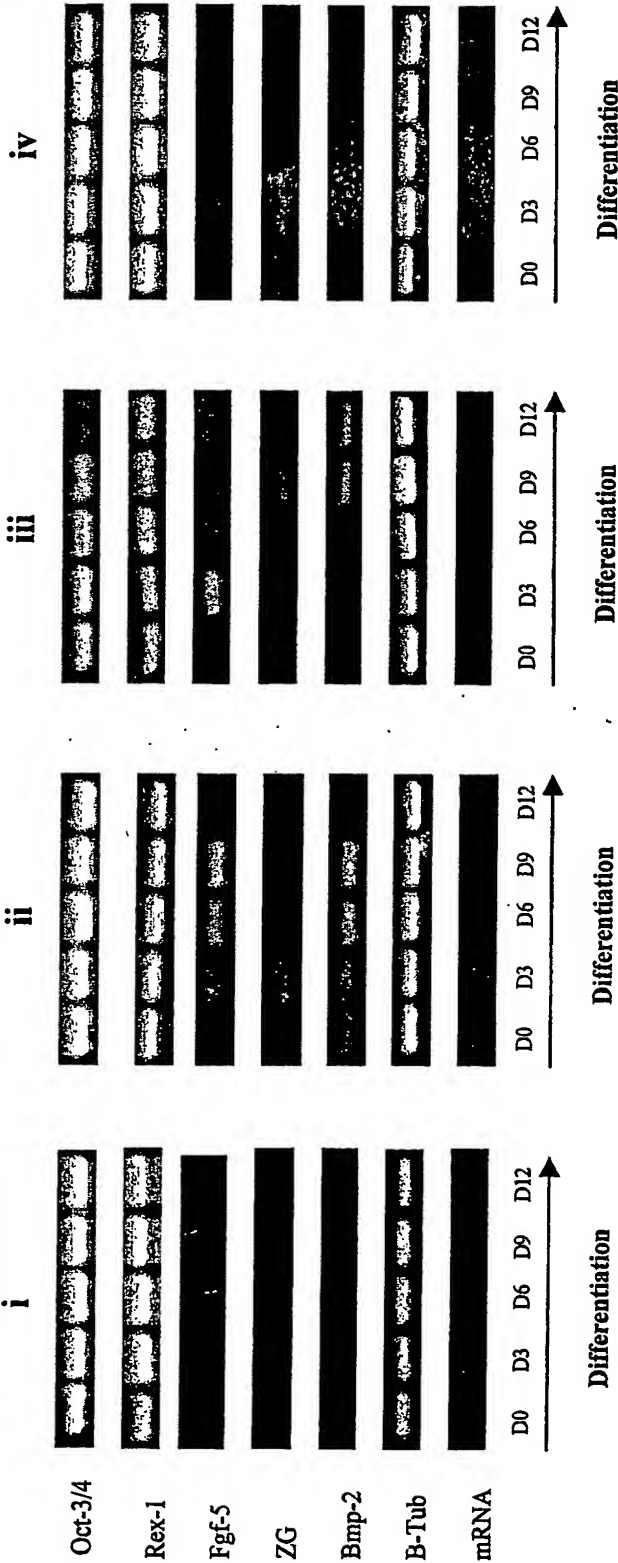 i ii iii iv
Oct-3/4
Rex-1
Fgf-5
ZG
Bmp-2
B-Tub
mRNA
D0 D3 D6 D9 D12 D0 D3 D6 D9 D12 D0 D3 D6 D9 D12 D0 D3 D6 D9 D12
Differentiation Differentiation Differentiation Differentiation